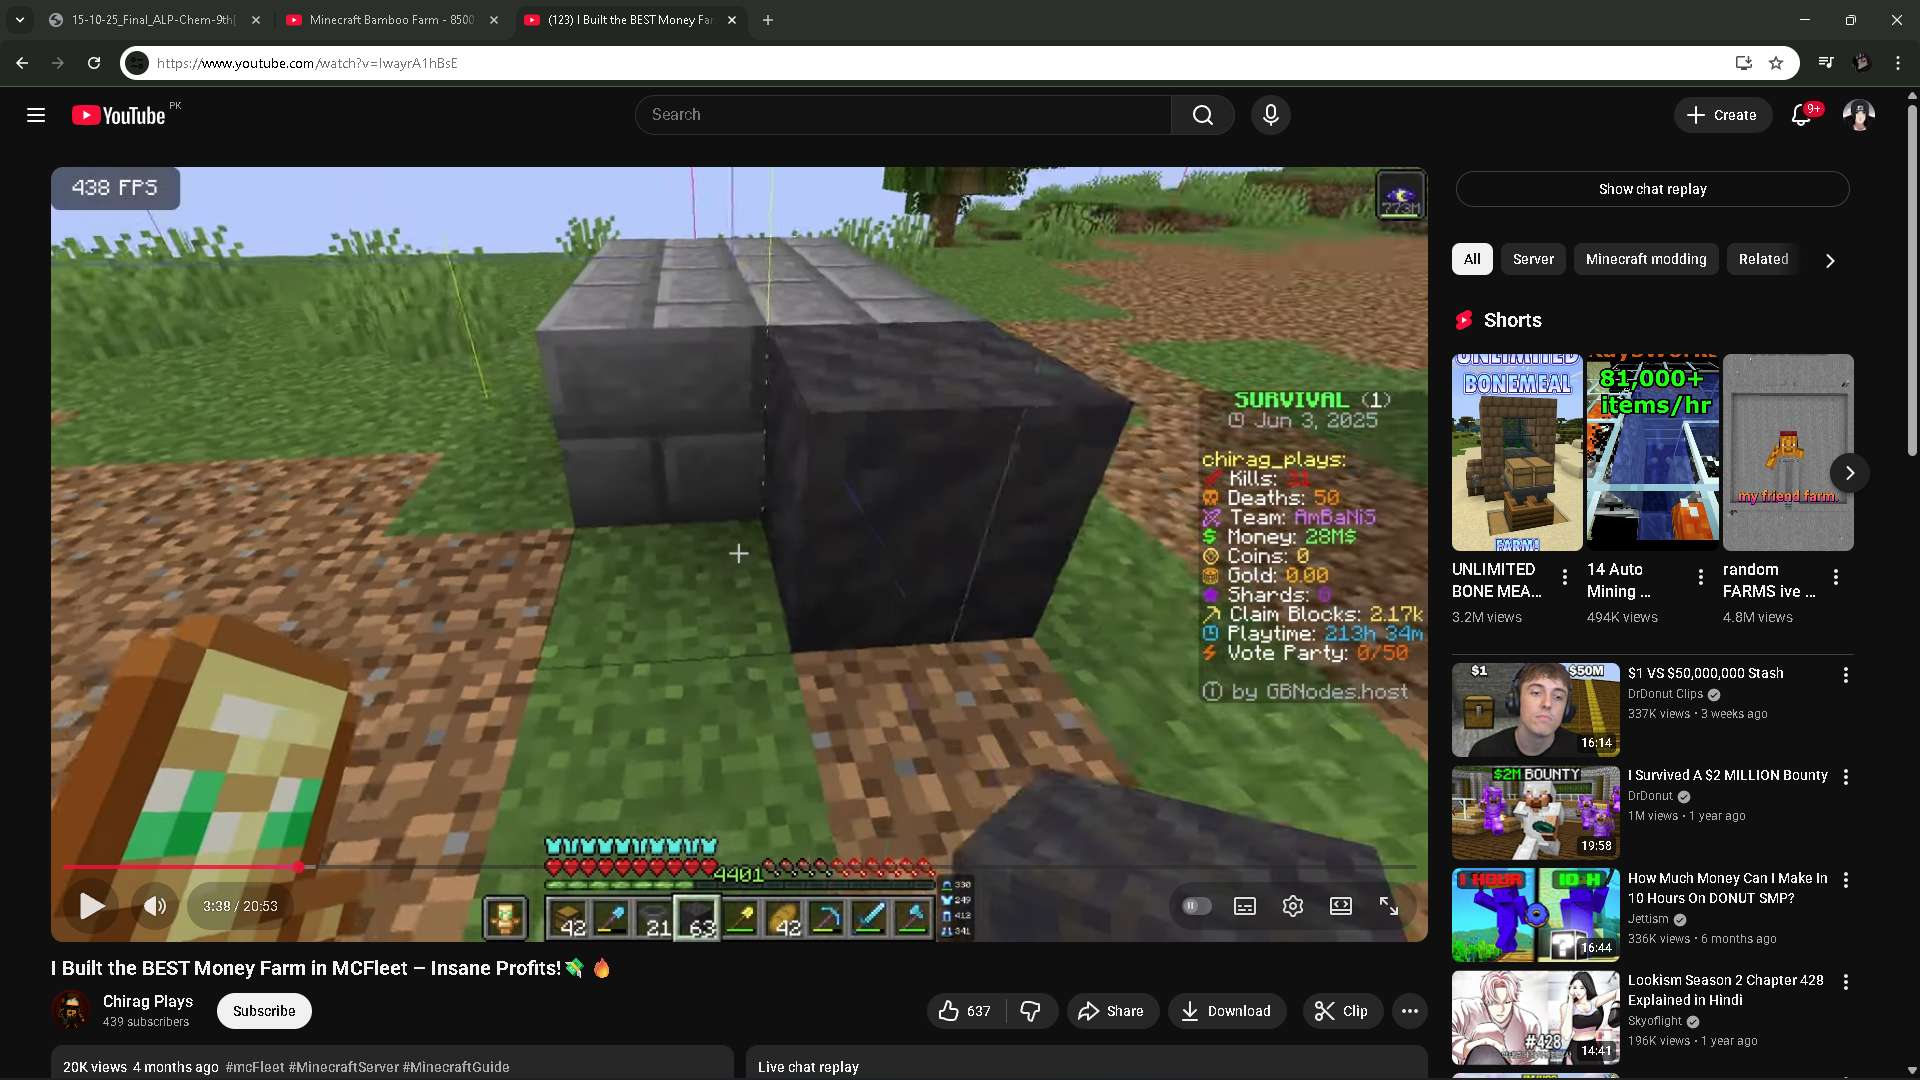 15-10-25_Final_ALP-Chem-9th(
Minecraft Bamboo Farm - 8500
(123) I Built the BEST Money Far
https://www.youtube.com/watch?v=IwayrA1hBsE
YouTube PK
Search
Create
9+
438 FPS
773M
SURVIVAL (1)
Jun 3, 2025
chirag_plays:
Kills: 31
Deaths: 50
Team: AmBaNiS
Money: 28M$
Coins: 0
Gold: 0.00
Shards: 0
Claim Blocks: 2.17k
Playtime: 213h 34m
Vote Party: 0/50
by GBNodes.host
4401
42
21
63
42
330
249
412
341
3:38 / 20:53
I Built the BEST Money Farm in MCFleet – Insane Profits!
Chirag Plays
439 subscribers
Subscribe
637
Share
Download
Clip
20K views 4 months ago #mcFleet #MinecraftServer #MinecraftGuide
Live chat replay
Show chat replay
All
Server
Minecraft modding
Related
Shorts
UNLIMITED
BONEMEAL
FARM!
UNLIMITED
BONE MEA...
3.2M views
81,000+
items/hr
14 Auto
Mining ...
494K views
my friend farm.
random
FARMS ive ...
4.8M views
$1
$50M
16:14
$1 VS $50,000,000 Stash
DrDonut Clips
337K views • 3 weeks ago
$2M BOUNTY
19:58
I Survived A $2 MILLION Bounty
DrDonut
1M views • 1 year ago
1 HOUR
10 H
16:44
How Much Money Can I Make In
10 Hours On DONUT SMP?
Jettism
336K views • 6 months ago
#428
14:41
Lookism Season 2 Chapter 428
Explained in Hindi
Skyoflight
196K views • 1 year ago